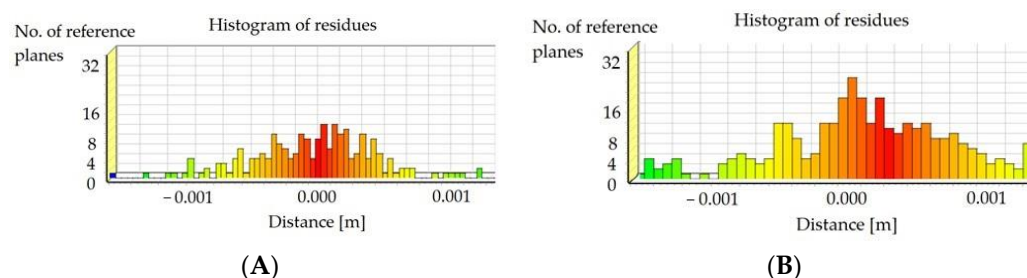 No. of reference planes
Histogram of residues
32
16
8
4
0
−0.001 0.000 0.001
Distance [m]
(A)
No. of reference planes
Histogram of residues
32
16
8
4
0
−0.001 0.000 0.001
Distance [m]
(B)